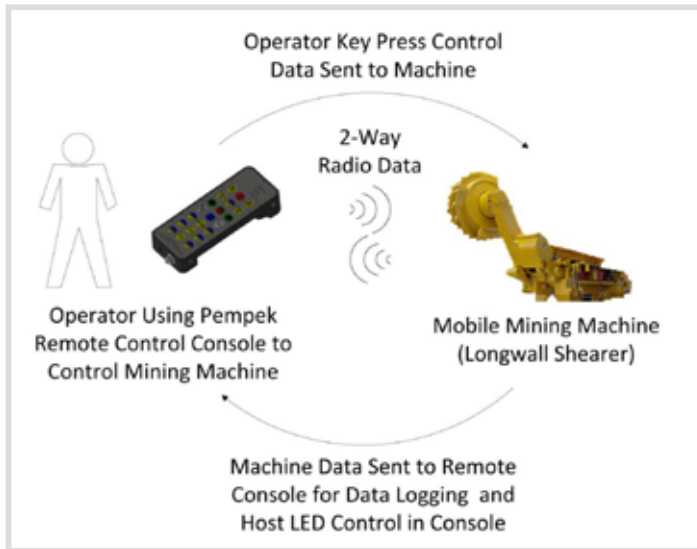 Operator Key Press Control
Data Sent to Machine
2-Way
Radio Data
Operator Using Pempek
Remote Control Console to
Control Mining Machine
Mobile Mining Machine
(Longwall Shearer)
Machine Data Sent to Remote
Console for Data Logging and
Host LED Control in Console